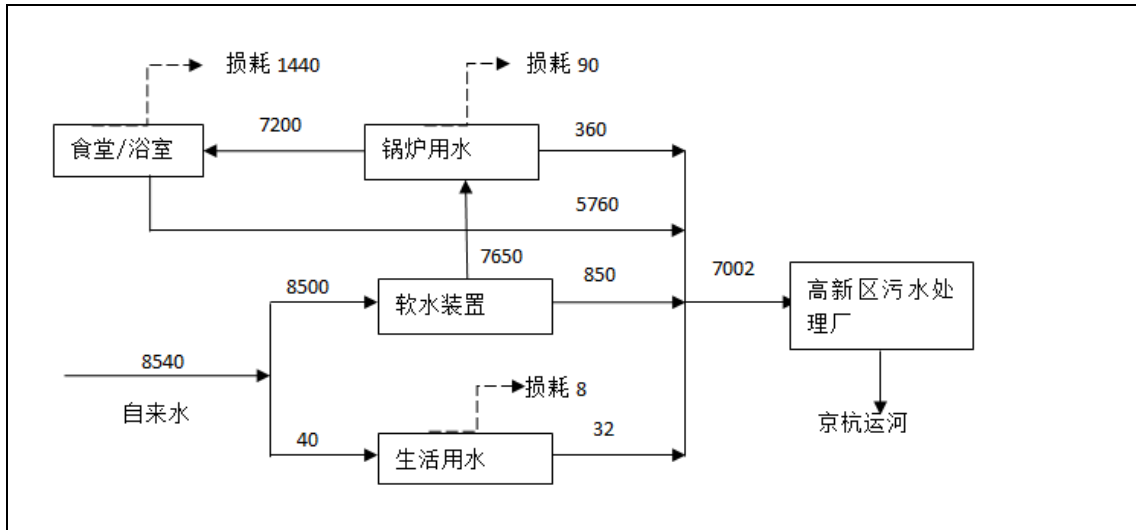 损耗 1440
损耗 90
7200
360
食堂/浴室
锅炉用水
5760
7650
850
7002
8500
软水装置
高新区污水处
理厂
8540
损耗 8
自来水
京杭运河
40
32
生活用水